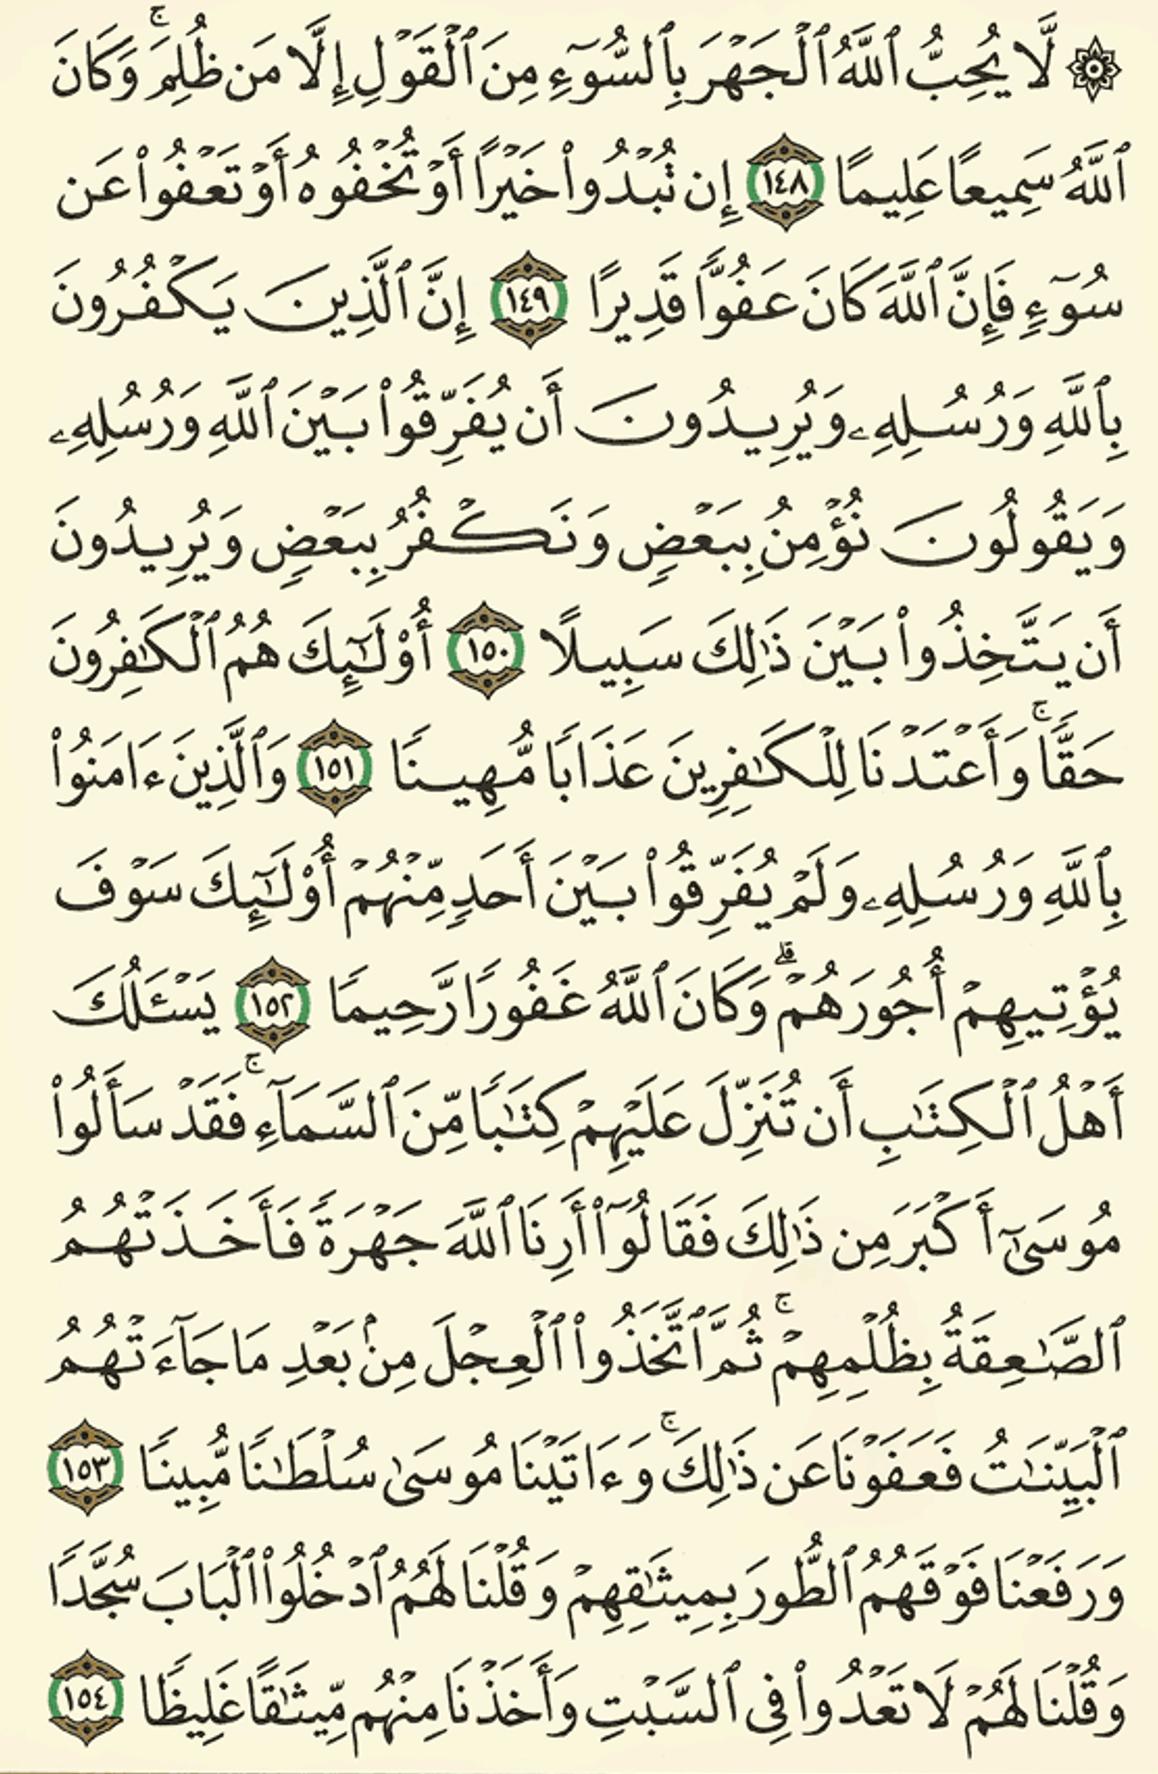 ۞ لَّا يُحِبُّ ٱللَّهُ ٱلْجَهْرَ بِٱلسُّوٓءِ مِنَ ٱلْقَوْلِ إِلَّا مَن ظُلِمَ ۚ وَكَانَ
ٱللَّهُ سَمِيعًا عَلِيمًا ١٤٨ إِن تُبْدُوا۟ خَيْرًا أَوْ تُخْفُوهُ أَوْ تَعْفُوا۟ عَن
سُوٓءٍ فَإِنَّ ٱللَّهَ كَانَ عَفُوًّا قَدِيرًا ١٤٩ إِنَّ ٱلَّذِينَ يَكْفُرُونَ
بِٱللَّهِ وَرُسُلِهِۦ وَيُرِيدُونَ أَن يُفَرِّقُوا۟ بَيْنَ ٱللَّهِ وَرُسُلِهِۦ
وَيَقُولُونَ نُؤْمِنُ بِبَعْضٍ وَنَكْفُرُ بِبَعْضٍ وَيُرِيدُونَ
أَن يَتَّخِذُوا۟ بَيْنَ ذَٰلِكَ سَبِيلًا ١٥٠ أُو۟لَـٰٓئِكَ هُمُ ٱلْكَـٰفِرُونَ
حَقًّا ۚ وَأَعْتَدْنَا لِلْكَـٰفِرِينَ عَذَابًا مُّهِينًا ١٥١ وَٱلَّذِينَ ءَامَنُوا۟
بِٱللَّهِ وَرُسُلِهِۦ وَلَمْ يُفَرِّقُوا۟ بَيْنَ أَحَدٍ مِّنْهُمْ أُو۟لَـٰٓئِكَ سَوْفَ
يُؤْتِيهِمْ أُجُورَهُمْ ۗ وَكَانَ ٱللَّهُ غَفُورًا رَّحِيمًا ١٥٢ يَسْـَٔلُكَ
أَهْلُ ٱلْكِتَـٰبِ أَن تُنَزِّلَ عَلَيْهِمْ كِتَـٰبًا مِّنَ ٱلسَّمَآءِ ۚ فَقَدْ سَأَلُوا۟
مُوسَىٰٓ أَكْبَرَ مِن ذَٰلِكَ فَقَالُوٓا۟ أَرِنَا ٱللَّهَ جَهْرَةً فَأَخَذَتْهُمُ
ٱلصَّـٰعِقَةُ بِظُلْمِهِمْ ۚ ثُمَّ ٱتَّخَذُوا۟ ٱلْعِجْلَ مِنۢ بَعْدِ مَا جَآءَتْهُمُ
ٱلْبَيِّنَـٰتُ فَعَفَوْنَا عَن ذَٰلِكَ ۚ وَءَاتَيْنَا مُوسَىٰ سُلْطَـٰنًا مُّبِينًا ١٥٣
وَرَفَعْنَا فَوْقَهُمُ ٱلطُّورَ بِمِيثَـٰقِهِمْ وَقُلْنَا لَهُمُ ٱدْخُلُوا۟ ٱلْبَابَ سُجَّدًا
وَقُلْنَا لَهُمْ لَا تَعْدُوا۟ فِى ٱلسَّبْتِ وَأَخَذْنَا مِنْهُم مِّيثَـٰقًا غَلِيظًا ١٥٤